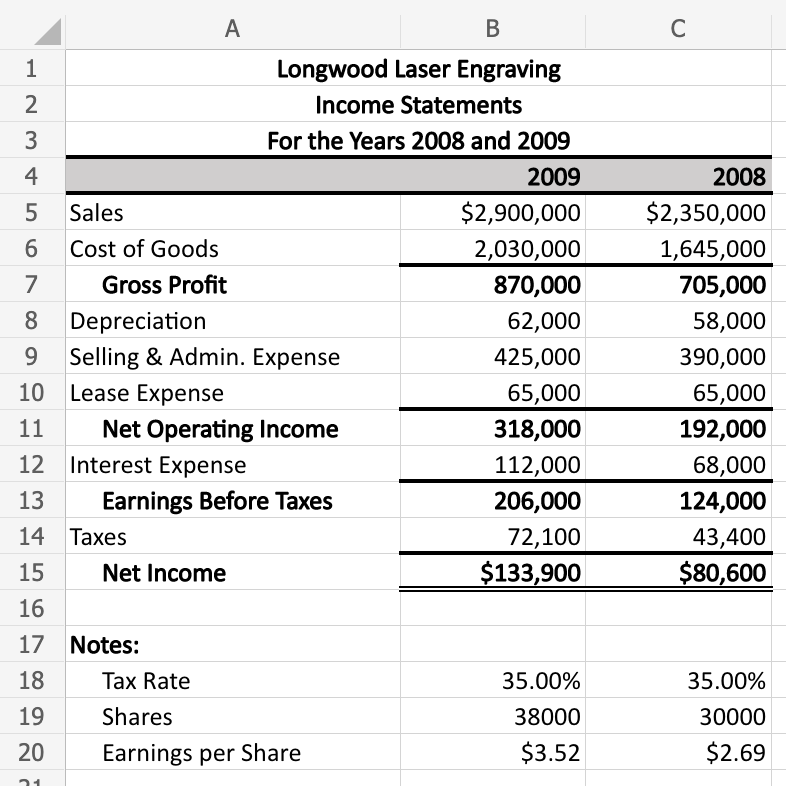 A B C
1 Longwood Laser Engraving
2 Income Statements
3 For the Years 2008 and 2009
4 2009 2008
5 Sales $2,900,000 $2,350,000
6 Cost of Goods 2,030,000 1,645,000
7 Gross Profit 870,000 705,000
8 Depreciation 62,000 58,000
9 Selling & Admin. Expense 425,000 390,000
10 Lease Expense 65,000 65,000
11 Net Operating Income 318,000 192,000
12 Interest Expense 112,000 68,000
13 Earnings Before Taxes 206,000 124,000
14 Taxes 72,100 43,400
15 Net Income $133,900 $80,600
16
17 Notes:
18 Tax Rate 35.00% 35.00%
19 Shares 38000 30000
20 Earnings per Share $3.52 $2.69
21